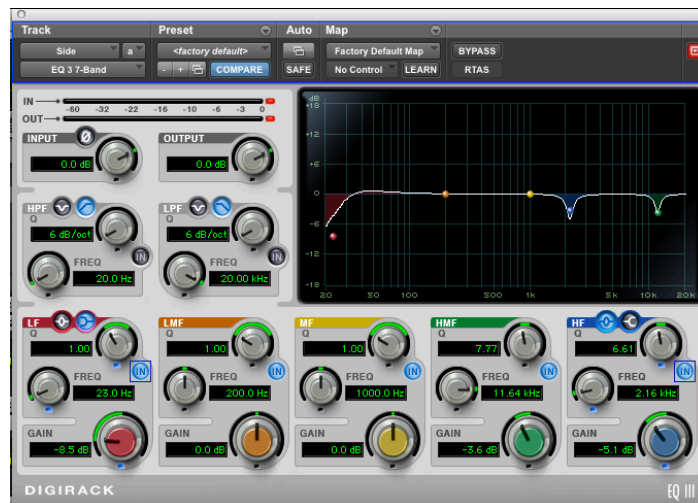 Track Preset Auto Map
Side a <factory default> Factory Default Map BYPASS
EQ 3 7-Band - + COMPARE SAFE No Control LEARN RTAS
IN
-60 -32 -22 -16 -10 -6 -3 0
OUT
INPUT Ø OUTPUT
0.0 dB 0.0 dB
HPF LPF
Q Q
6 dB/oct 6 dB/oct
IN IN
FREQ FREQ
20.0 Hz 20.00 kHz
dB
+18
+12
+6
0
-6
-12
-18
20 50 100 500 1k 5k 10k 20k
LF LMF MF HMF HF
Q Q Q Q Q
1.00 1.00 1.00 7.77 6.61
IN IN IN IN IN
FREQ FREQ FREQ FREQ FREQ
23.0 Hz 200.0 Hz 1000.0 Hz 11.64 kHz 2.16 kHz
GAIN GAIN GAIN GAIN GAIN
-8.5 dB 0.0 dB 0.0 dB -3.6 dB -5.1 dB
DIGIRACK EQ III